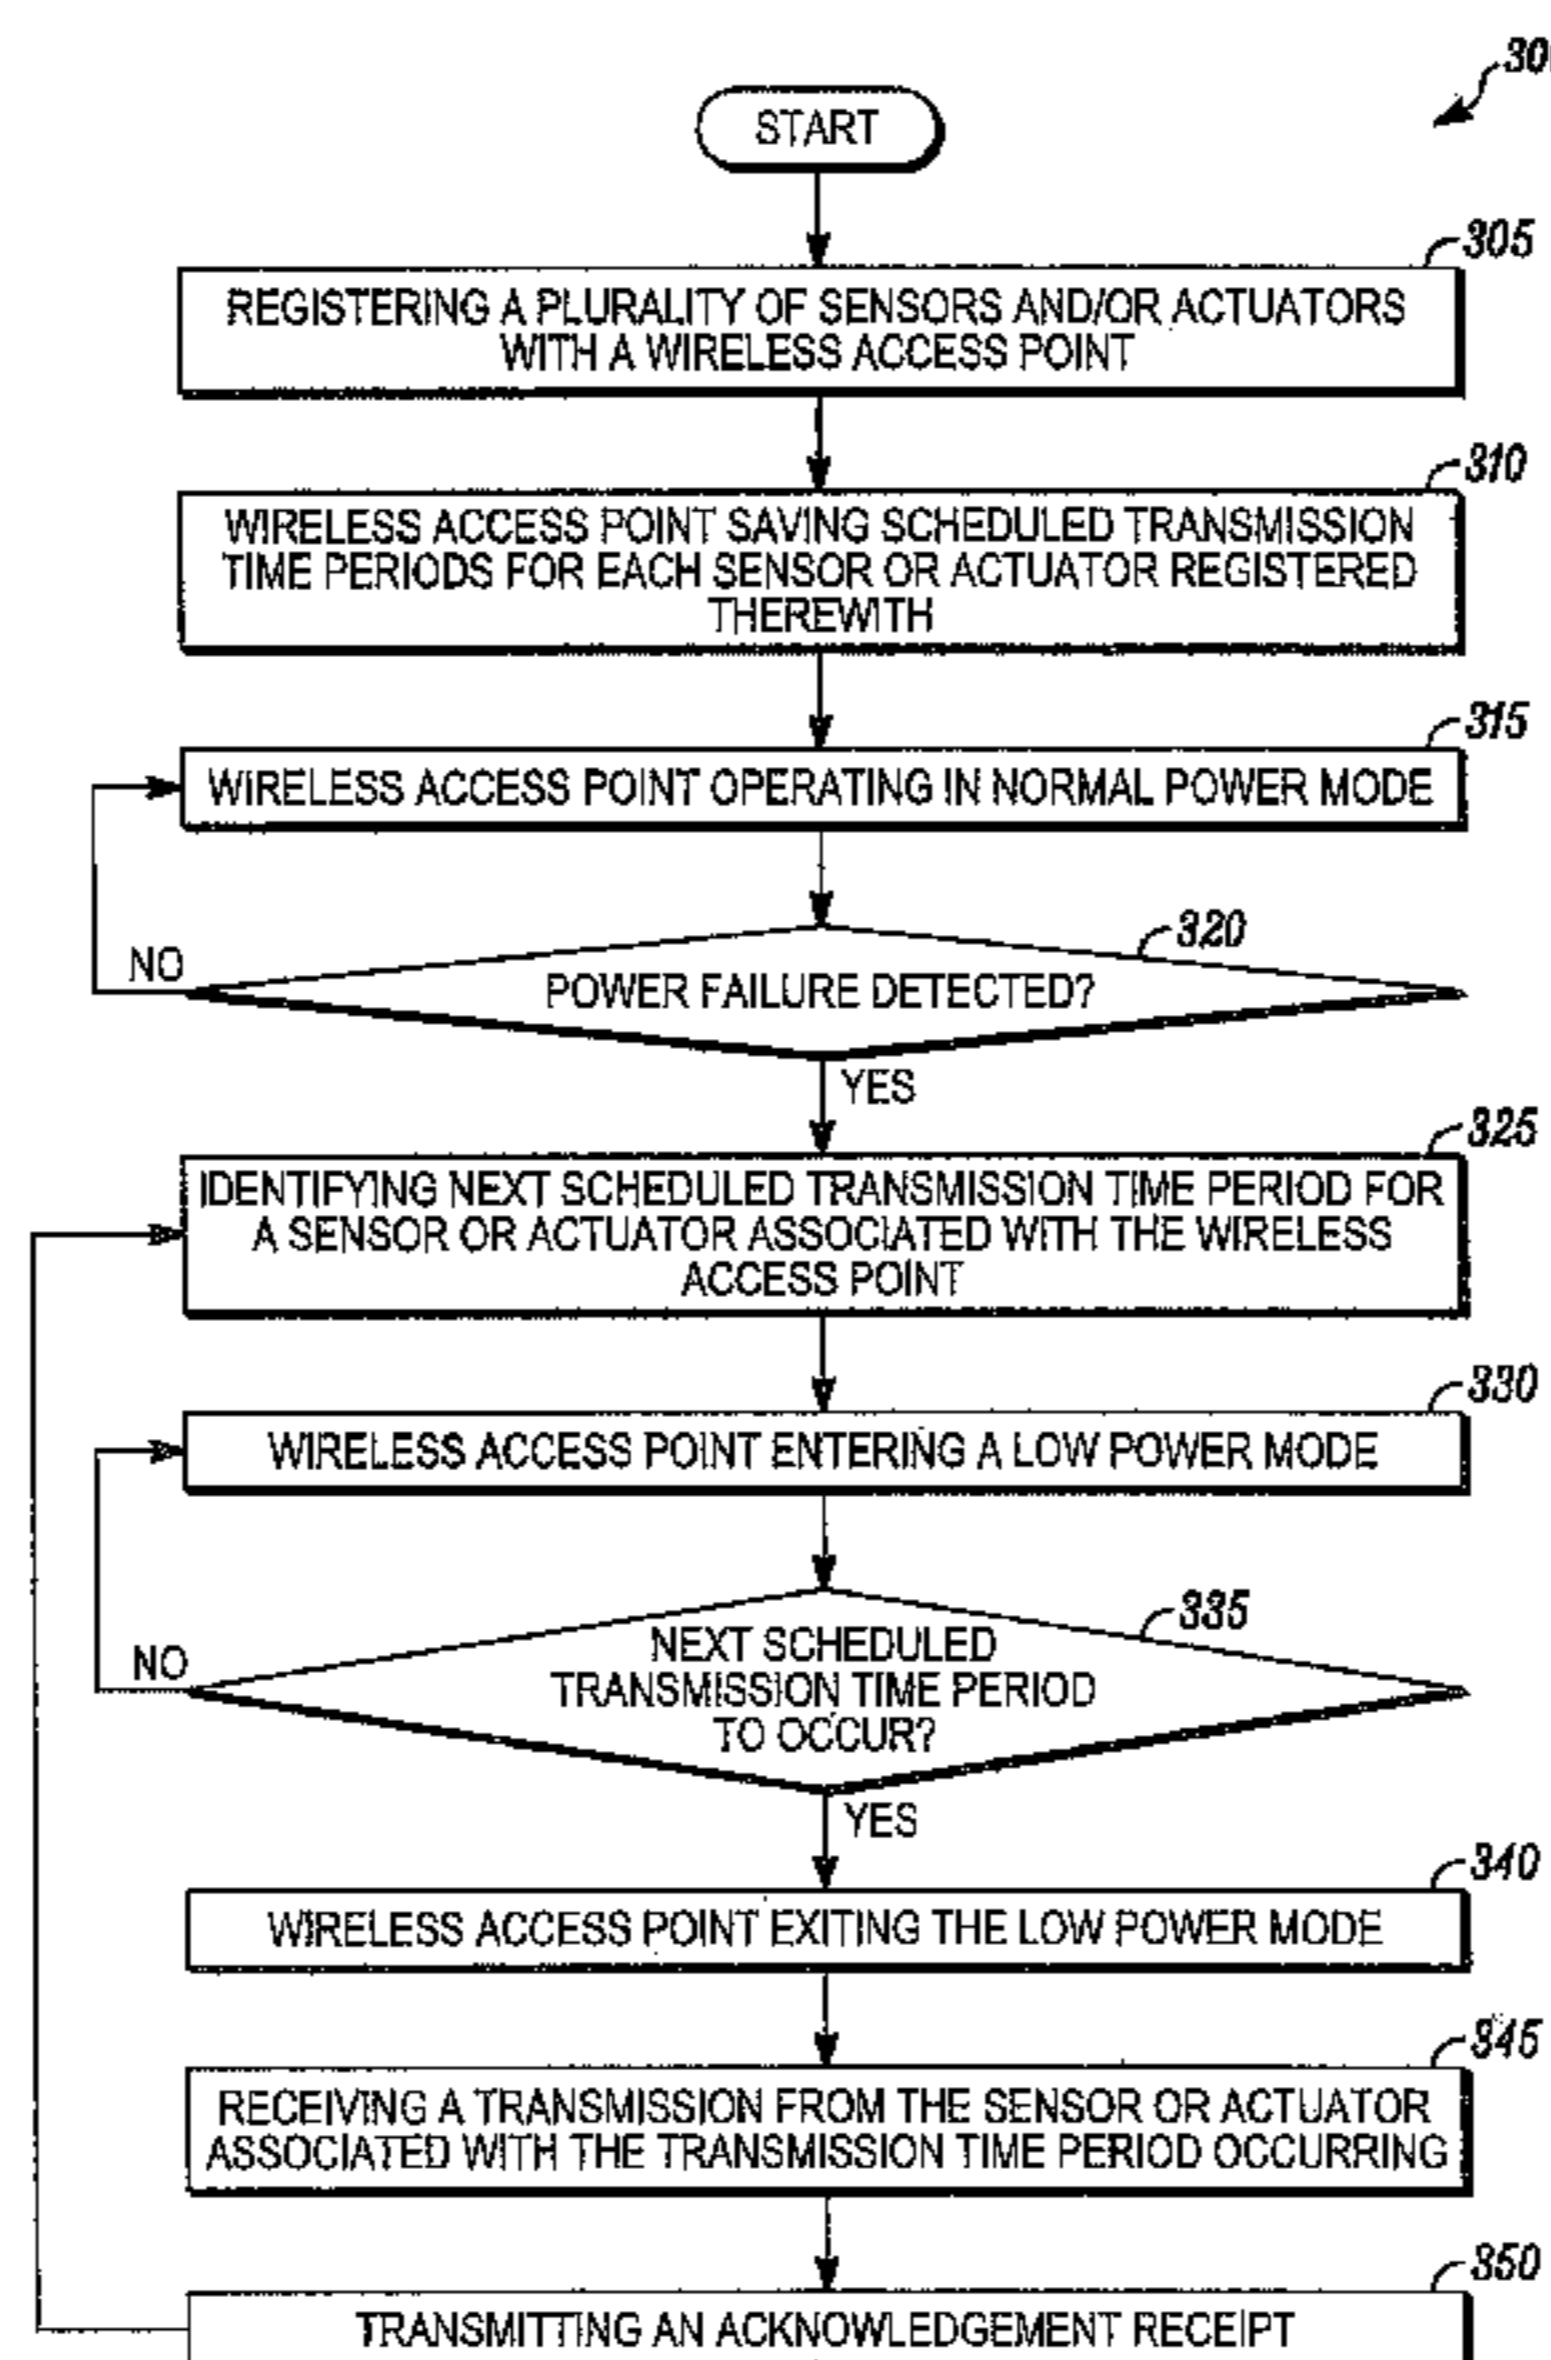 START
305
REGISTERING A PLURALITY OF SENSORS AND/OR ACTUATORS
WITH A WIRELESS ACCESS POINT
310
WIRELESS ACCESS POINT SAVING SCHEDULED TRANSMISSION
TIME PERIODS FOR EACH SENSOR OR ACTUATOR REGISTERED
THEREWITH
315
WIRELESS ACCESS POINT OPERATING IN NORMAL POWER MODE
320
NO
POWER FAILURE DETECTED?
YES
325
IDENTIFYING NEXT SCHEDULED TRANSMISSION TIME PERIOD FOR
A SENSOR OR ACTUATOR ASSOCIATED WITH THE WIRELESS
ACCESS POINT
330
WIRELESS ACCESS POINT ENTERING A LOW POWER MODE
335
NO
NEXT SCHEDULED
TRANSMISSION TIME PERIOD
TO OCCUR?
YES
340
WIRELESS ACCESS POINT EXITING THE LOW POWER MODE
345
RECEIVING A TRANSMISSION FROM THE SENSOR OR ACTUATOR
ASSOCIATED WITH THE TRANSMISSION TIME PERIOD OCCURRING
350
TRANSMITTING AN ACKNOWLEDGEMENT RECEIPT